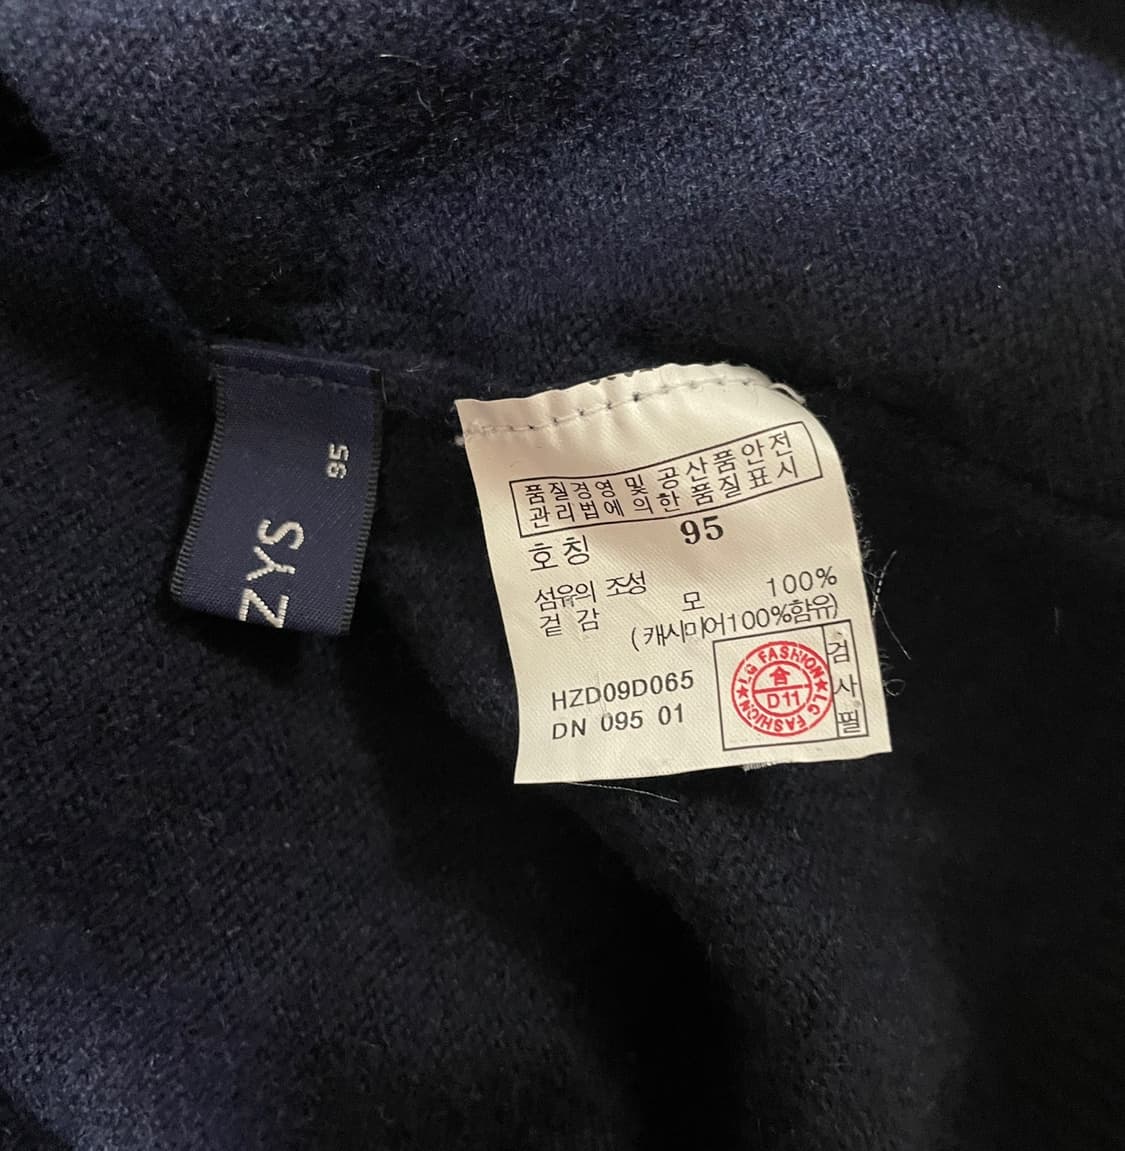 95
ZYS
품질경영 및 공산품안전
관리법에 의한 품질표시
호칭 95
섬유의 조성
겉 감 모 100%
(캐시미어100%함유)
HZD09D065
DN 095 01
LG FASHION ★ LG FASHION ★
合
D11
검사필